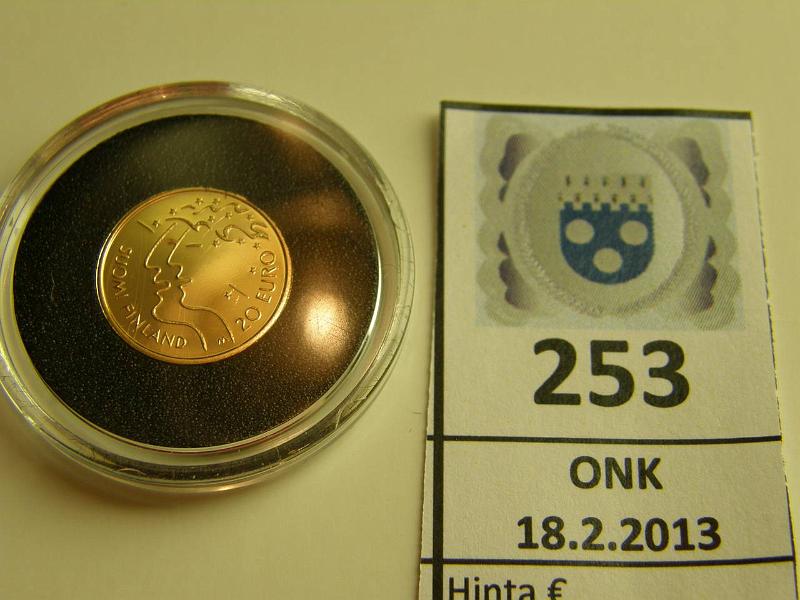 SUOMI FINLAND
20 EURO
253
ONK
18.2.2013
Hinta €